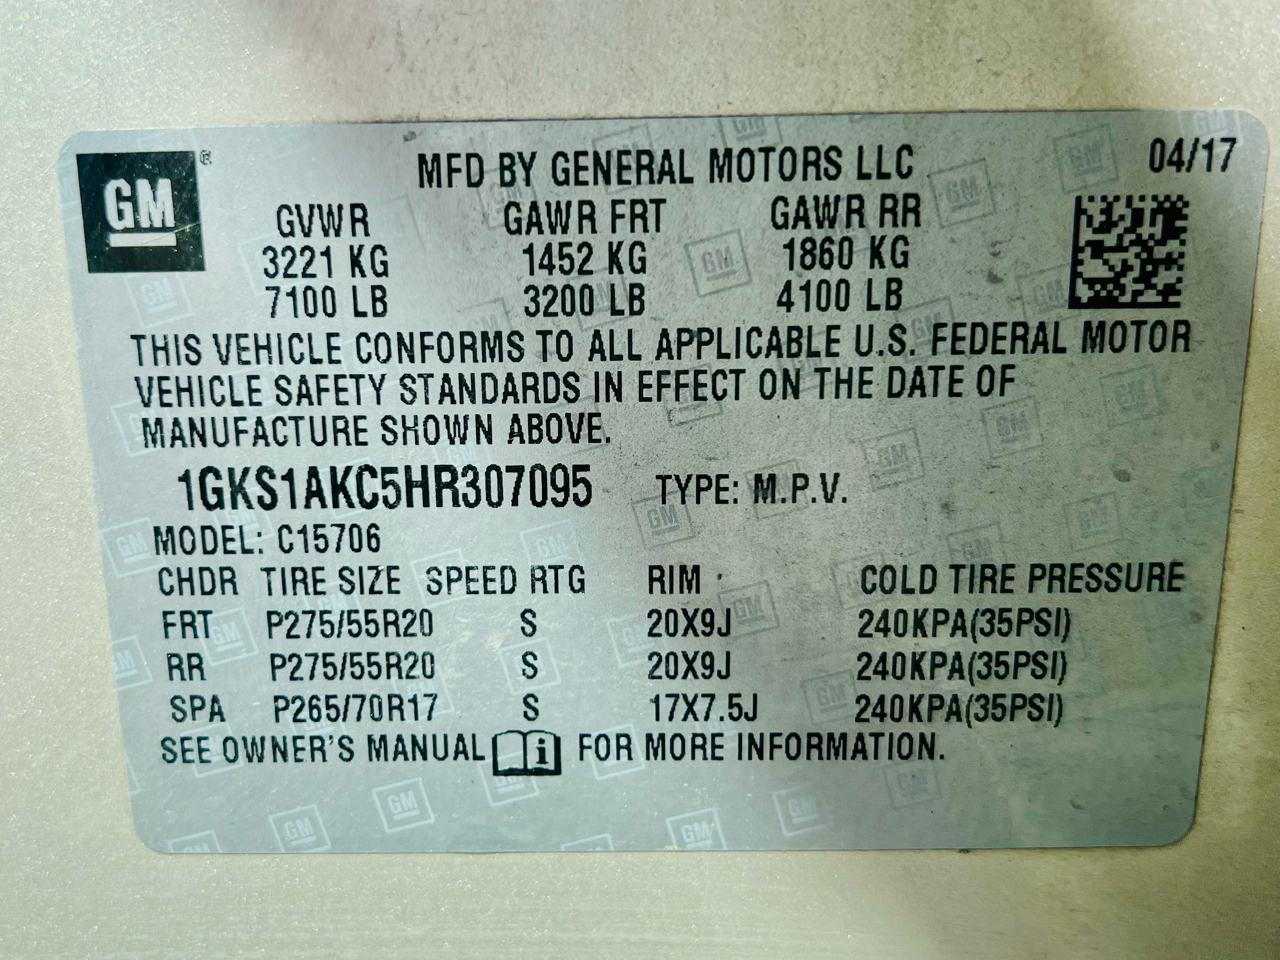 GM ® MFD BY GENERAL MOTORS LLC 04/17
GVWR GAWR FRT GAWR RR
3221 KG 1452 KG 1860 KG
7100 LB 3200 LB 4100 LB
THIS VEHICLE CONFORMS TO ALL APPLICABLE U.S. FEDERAL MOTOR
VEHICLE SAFETY STANDARDS IN EFFECT ON THE DATE OF
MANUFACTURE SHOWN ABOVE.
1GKS1AKC5HR307095 TYPE: M.P.V.
MODEL: C15706
CHDR TIRE SIZE SPEED RTG RIM COLD TIRE PRESSURE
FRT P275/55R20 S 20X9J 240KPA(35PSI)
RR P275/55R20 S 20X9J 240KPA(35PSI)
SPA P265/70R17 S 17X7.5J 240KPA(35PSI)
SEE OWNER'S MANUAL i FOR MORE INFORMATION.